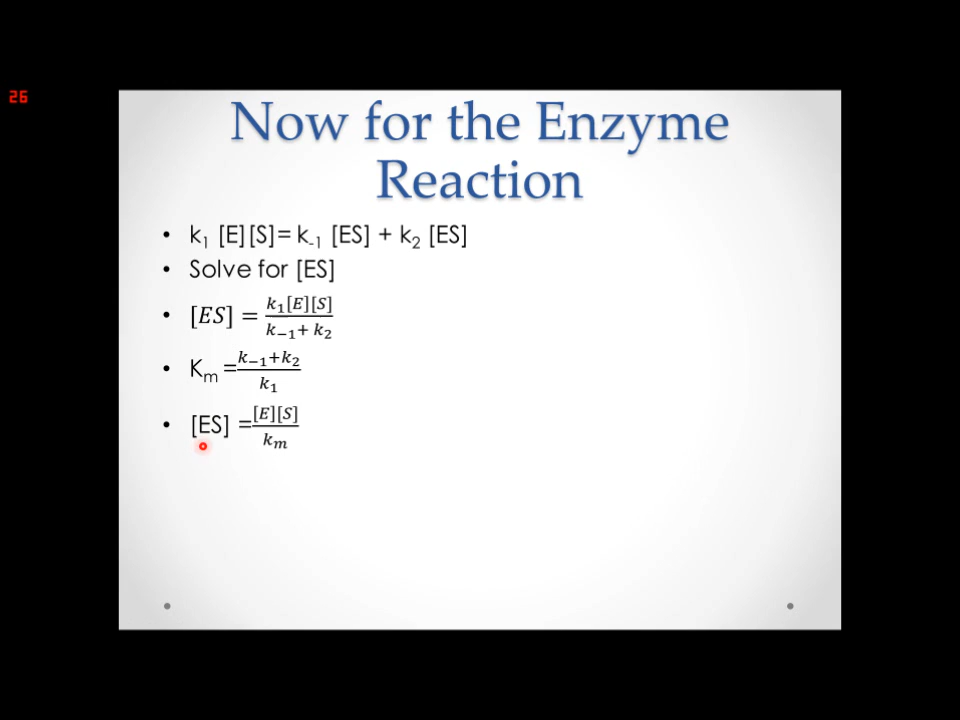 26
Now for the Enzyme
Reaction
• k₁ [E][S]= k₋₁ [ES] + k₂ [ES]
• Solve for [ES]
• [ES] = k₁[E][S] / k₋₁+ k₂
• Kₘ = k₋₁+k₂ / k₁
• [ES] = [E][S] / kₘ